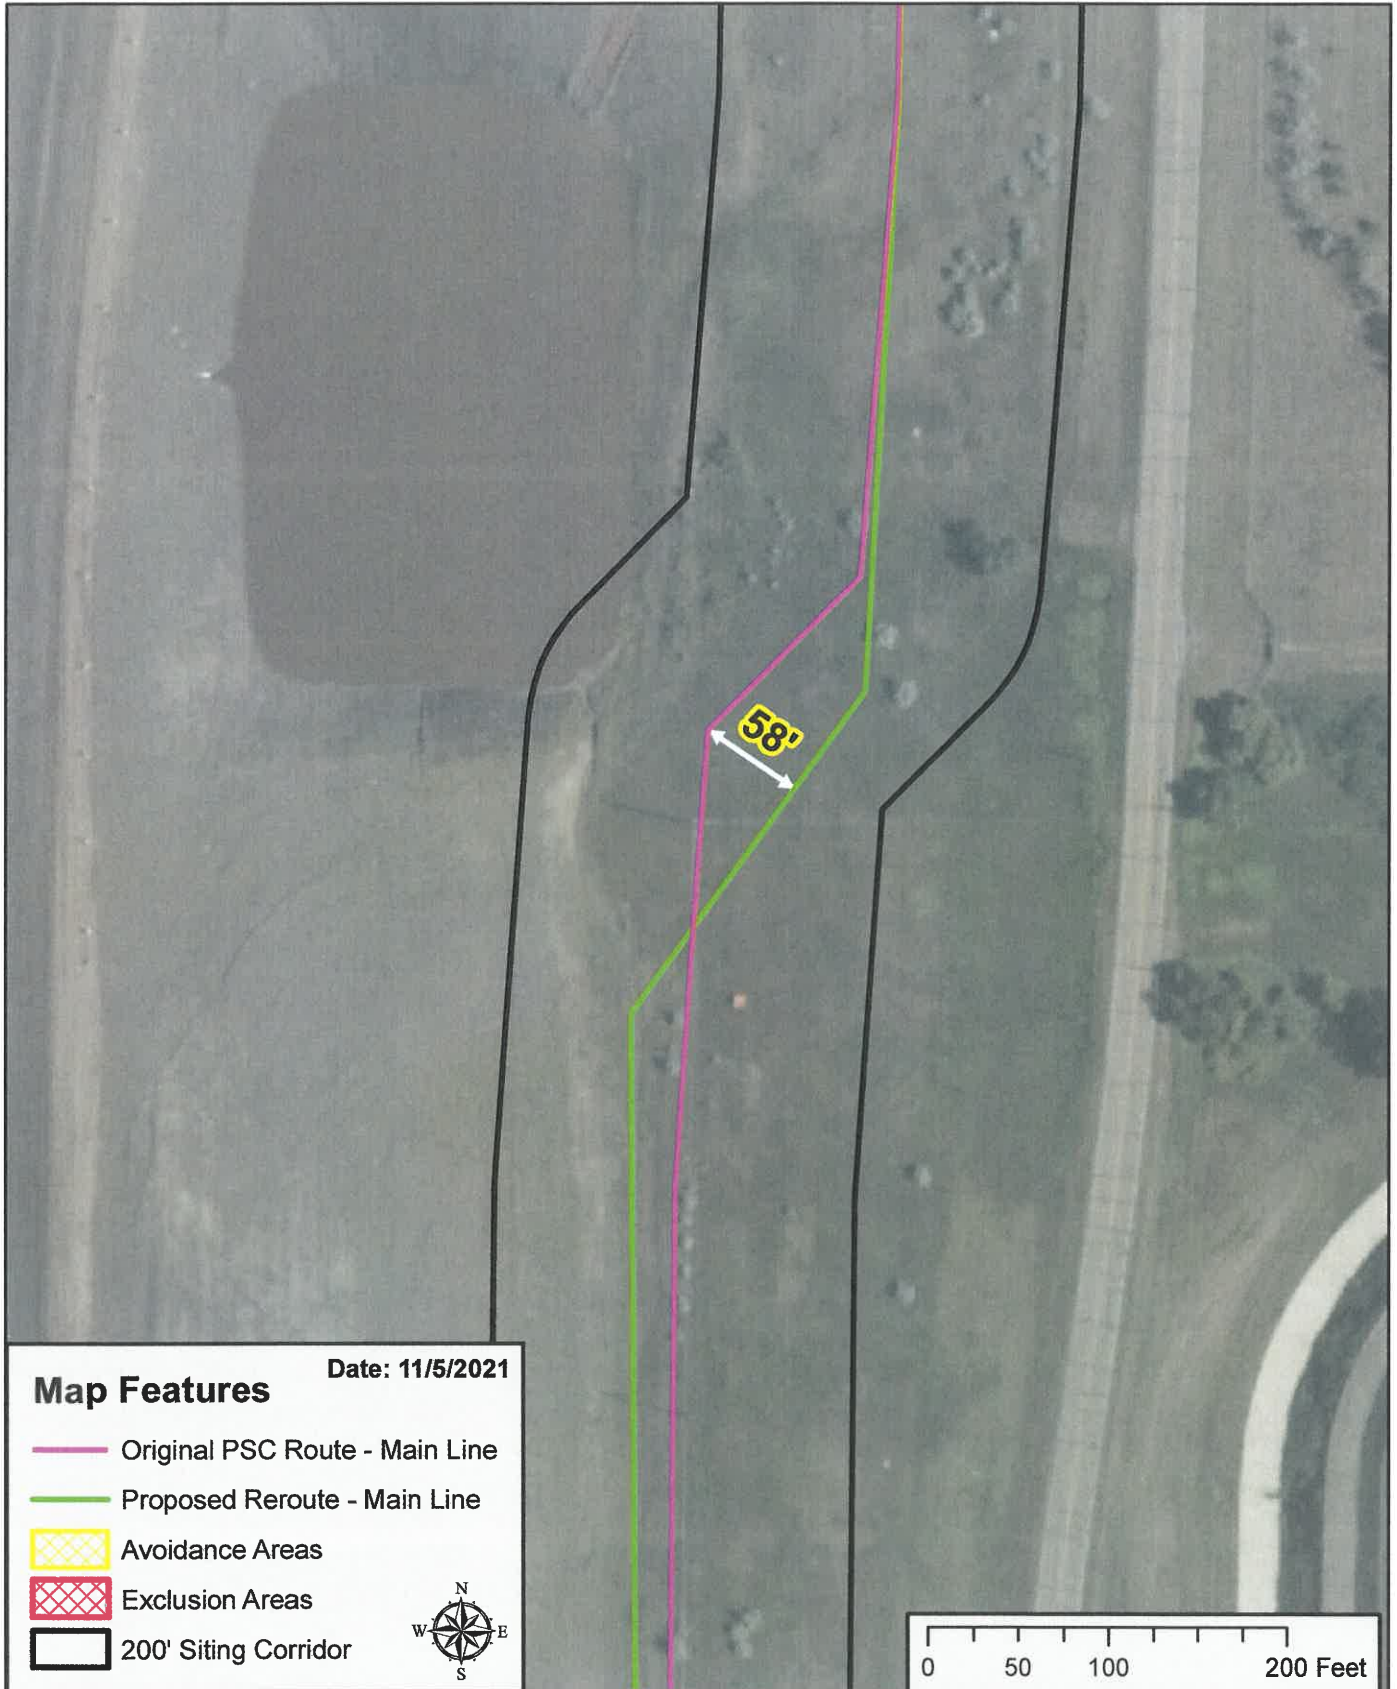 58'
Date: 11/5/2021
Map Features
Original PSC Route - Main Line
Proposed Reroute - Main Line
Avoidance Areas
Exclusion Areas
200' Siting Corridor
N
W E
S
0 50 100 200 Feet